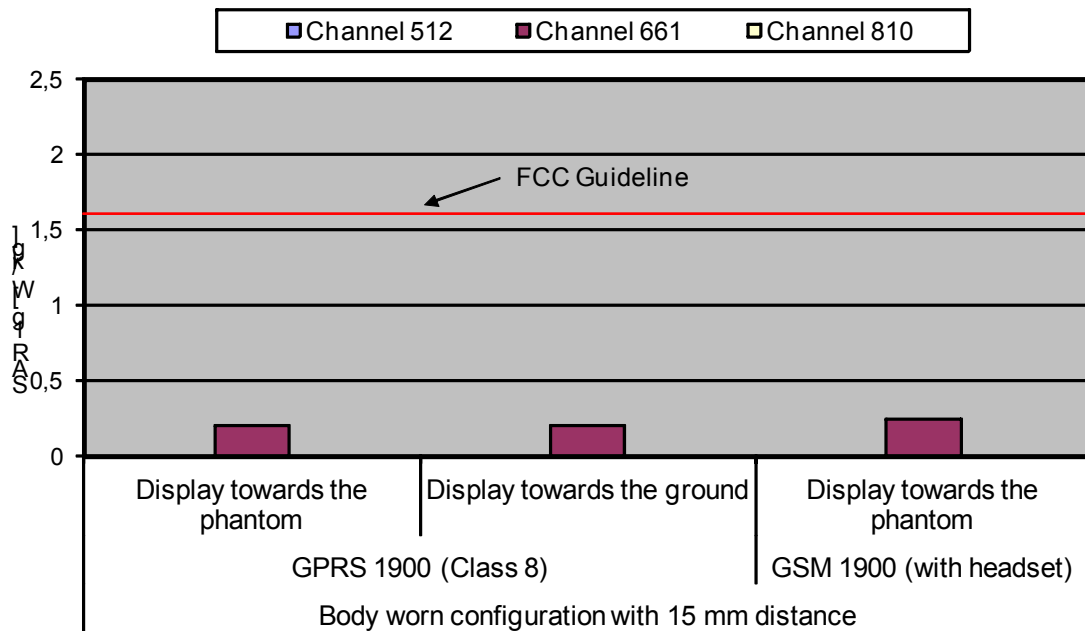 Channel 512 Channel 661 Channel 810
2,5
2
1,5
1
0,5
0
SAR1g [W/kg]
FCC Guideline
Display towards the
phantom
Display towards the ground
Display towards the
phantom
GPRS 1900 (Class 8)
GSM 1900 (with headset)
Body worn configuration with 15 mm distance